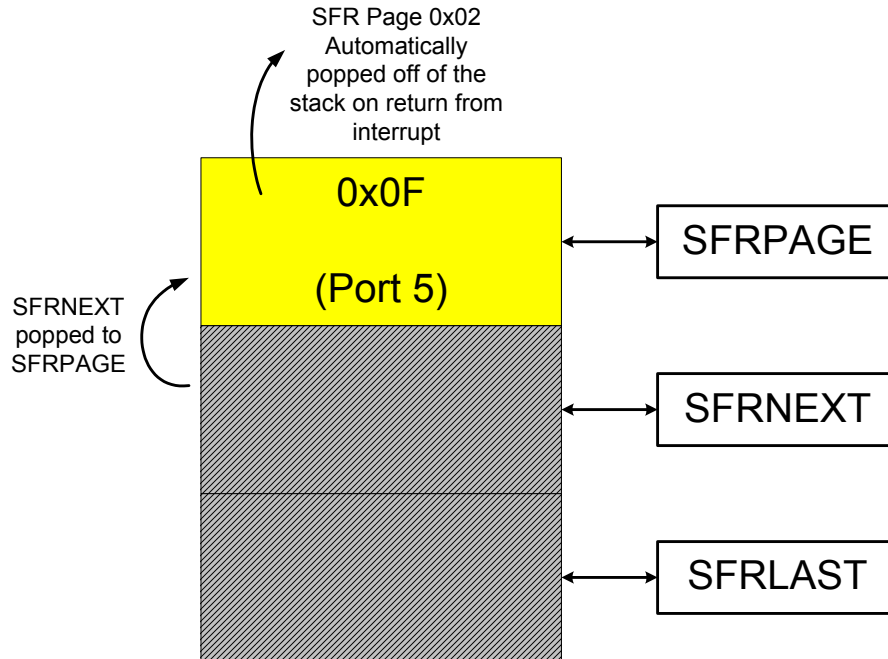 SFR Page 0x02
Automatically
popped off of the
stack on return from
interrupt
0x0F
(Port 5)
SFRPAGE
SFRNEXT
popped to
SFRPAGE
SFRNEXT
SFRLAST